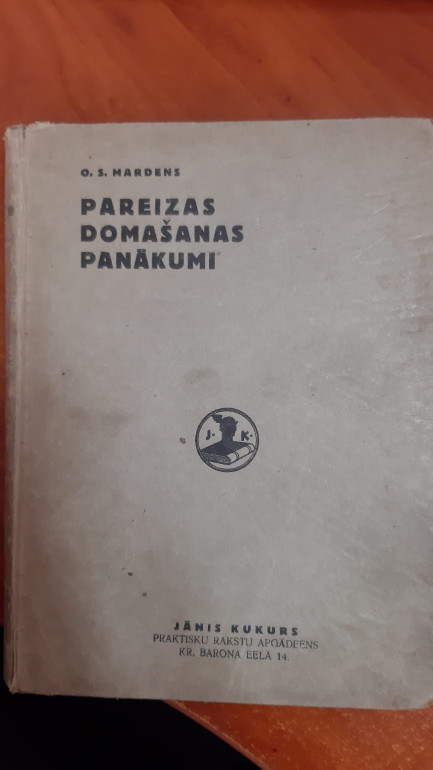 O. S. MARDENS
PAREIZAS
DOMAŠANAS
PANĀKUMI
J. K.
JĀNIS KUKURS
PRAKTISKU RAKSTU APGĀDEENS
KR. BARONA EELĀ 14.